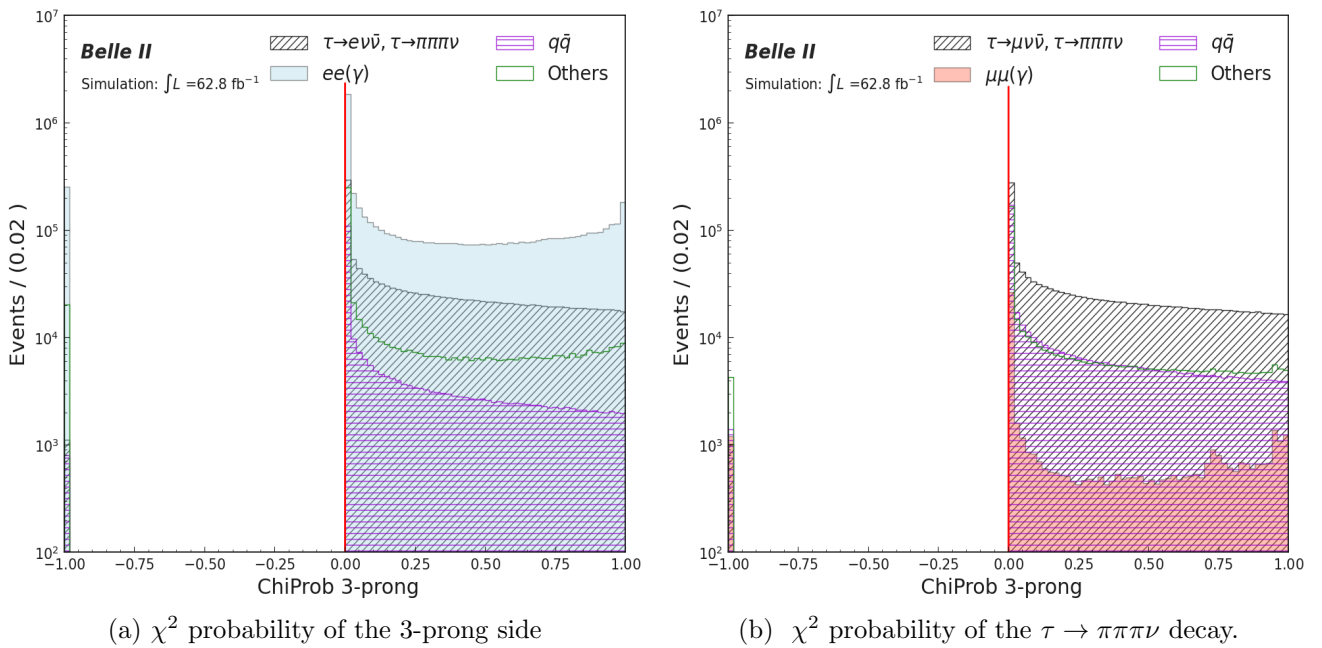 Belle II
Simulation: ∫L =62.8 fb⁻¹
τ→eνν̄, τ→πππν
ee(γ)
qq̄
Others
10⁷
10⁶
10⁵
10⁴
10³
10²
Events / (0.02 )
−1.00 −0.75 −0.50 −0.25 0.00 0.25 0.50 0.75 1.00
ChiProb 3-prong
(a) χ² probability of the 3-prong side
Belle II
Simulation: ∫L =62.8 fb⁻¹
τ→μνν̄, τ→πππν
μμ(γ)
qq̄
Others
10⁷
10⁶
10⁵
10⁴
10³
10²
Events / (0.02 )
−1.00 −0.75 −0.50 −0.25 0.00 0.25 0.50 0.75 1.00
ChiProb 3-prong
(b) χ² probability of the τ → πππν decay.